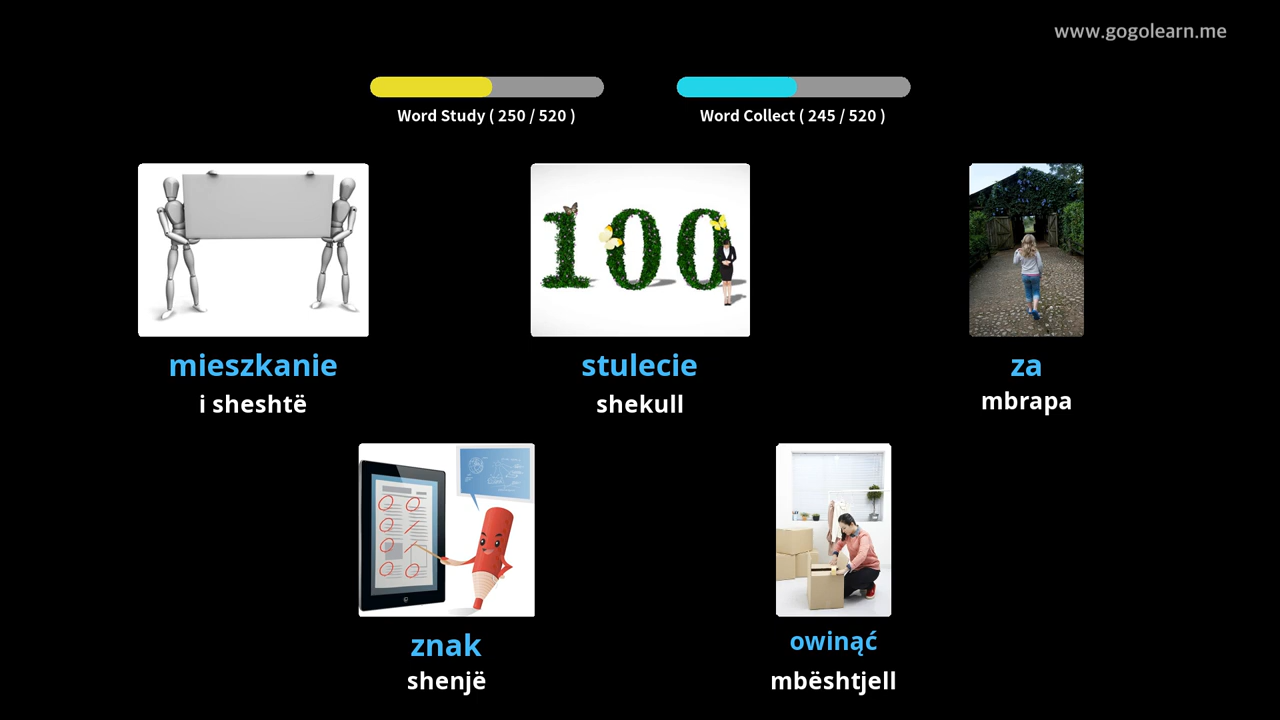 www.gogolearn.me
Word Study ( 250 / 520 )
Word Collect ( 245 / 520 )
mieszkanie
i sheshtë
stulecie
shekull
za
mbrapa
znak
shenjë
owinąć
mbështjell